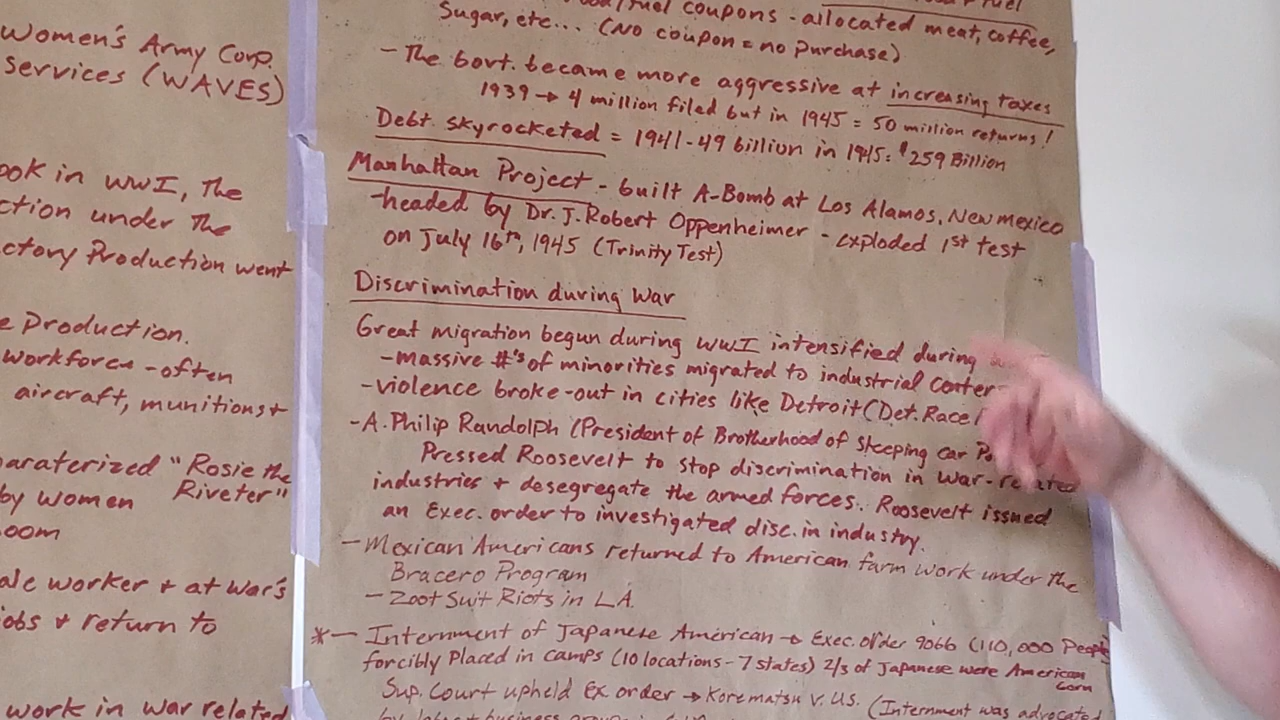 Women's Army Corp.
services (WAVES)
ook in WWI, The
ction under The
ctory Production went
e Production.
workforce - often
aircraft, munitions +
araterized "Rosie the
by women Riveter"
oom
ale worker + at war's
obs + return to
work in war related
fuel coupons - allocated meat, coffee,
Sugar, etc... (No coupon = no purchase)
- The Govt. became more aggressive at increasing taxes
1939 → 4 million filed but in 1945 = 50 million returns!
Debt skyrocketed = 1941 - 49 billion in 1945: $259 Billion
Manhattan Project - built A-Bomb at Los Alamos, New mexico
headed by Dr. J. Robert Oppenheimer - exploded 1st test
on July 16th, 1945 (Trinity Test)
Discrimination during War
Great migration begun during WWI intensified during
- massive #'s of minorities migrated to industrial center
- violence broke-out in cities like Detroit (Det. Race
- A. Philip Randolph (President of Brotherhood of Sleeping car
Pressed Roosevelt to stop discrimination in war-related
industries + desegregate the armed forces.. Roosevelt issued
an Exec. order to investigated disc. in industry.
- Mexican Americans returned to American farm work under the
Bracero Program
- Zoot Suit Riots in L.A.
*- Internment of Japanese American → Exec. order 9066 (110,000 People
forcibly Placed in camps (10 locations - 7 states) 2/3 of Japanese were American
born
Sup. Court upheld Ex order → Korematsu v. U.S. (Internment was advocated